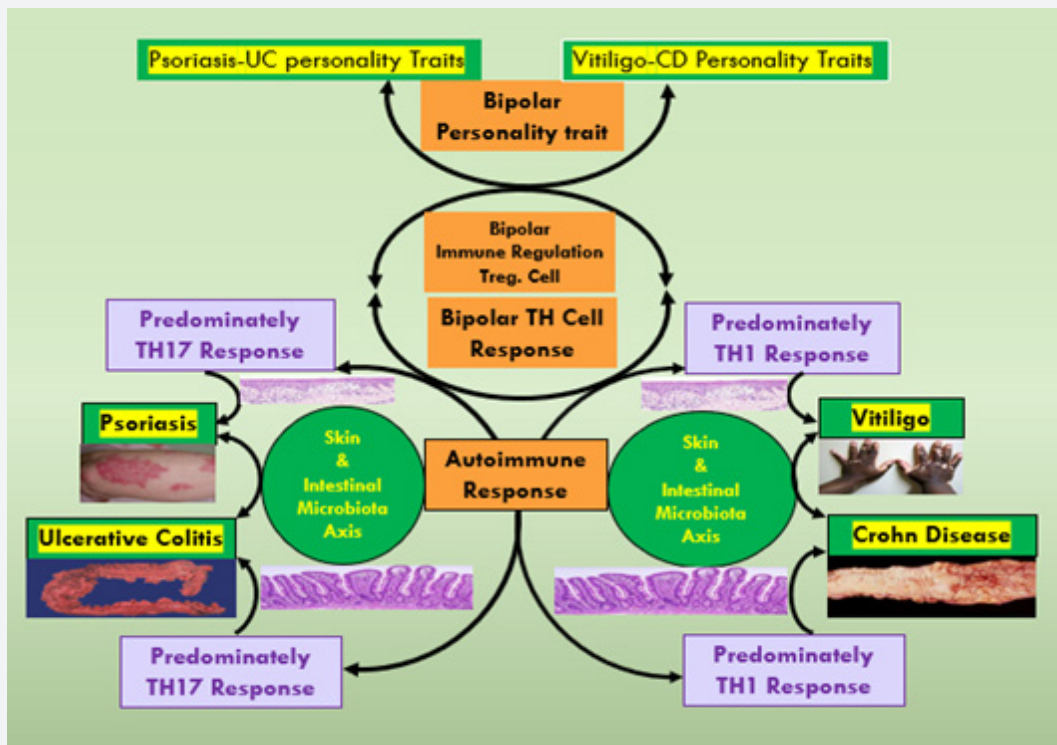 Psoriasis-UC personality Traits
Vitiligo-CD Personality Traits
Bipolar
Personality trait
Bipolar
Immune Regulation
Treg. Cell
Bipolar TH Cell
Response
Predominately
TH17 Response
Predominately
TH1 Response
Psoriasis
Vitiligo
Skin
&
Intestinal
Microbiota
Axis
Autoimmune
Response
Skin
&
Intestinal
Microbiota
Axis
Ulcerative Colitis
Crohn Disease
Predominately
TH17 Response
Predominately
TH1 Response